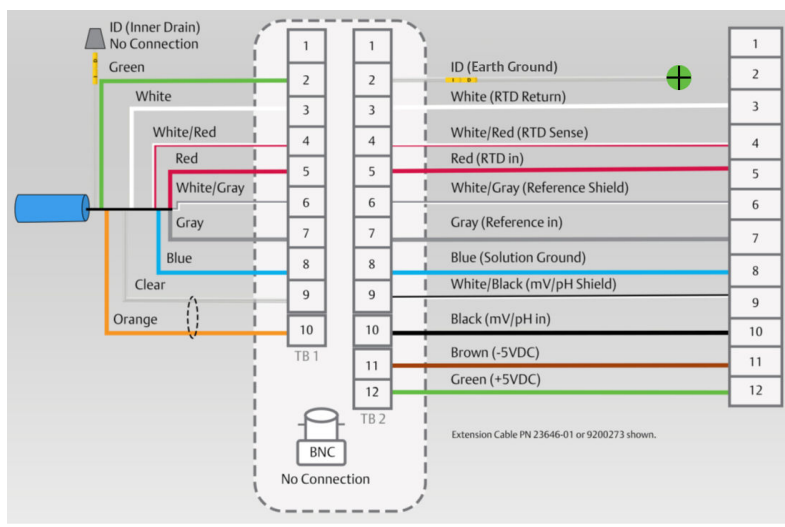 ID (Inner Drain)
No Connection
Green
White
White/Red
Red
White/Gray
Gray
Blue
Clear
Orange
1
2
3
4
5
6
7
8
9
10
TB 1
1
2
3
4
5
6
7
8
9
10
11
12
TB 2
BNC
No Connection
ID (Earth Ground)
I D
White (RTD Return)
White/Red (RTD Sense)
Red (RTD in)
White/Gray (Reference Shield)
Gray (Reference in)
Blue (Solution Ground)
White/Black (mV/pH Shield)
Black (mV/pH in)
Brown (-5VDC)
Green (+5VDC)
Extension Cable PN 23646-01 or 9200273 shown.
1
2
3
4
5
6
7
8
9
10
11
12